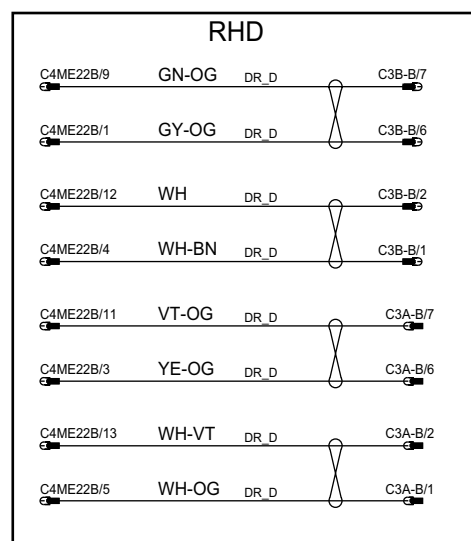 RHD
C4ME22B/9 GN-OG DR_D C3B-B/7
C4ME22B/1 GY-OG DR_D C3B-B/6
C4ME22B/12 WH DR_D C3B-B/2
C4ME22B/4 WH-BN DR_D C3B-B/1
C4ME22B/11 VT-OG DR_D C3A-B/7
C4ME22B/3 YE-OG DR_D C3A-B/6
C4ME22B/13 WH-VT DR_D C3A-B/2
C4ME22B/5 WH-OG DR_D C3A-B/1